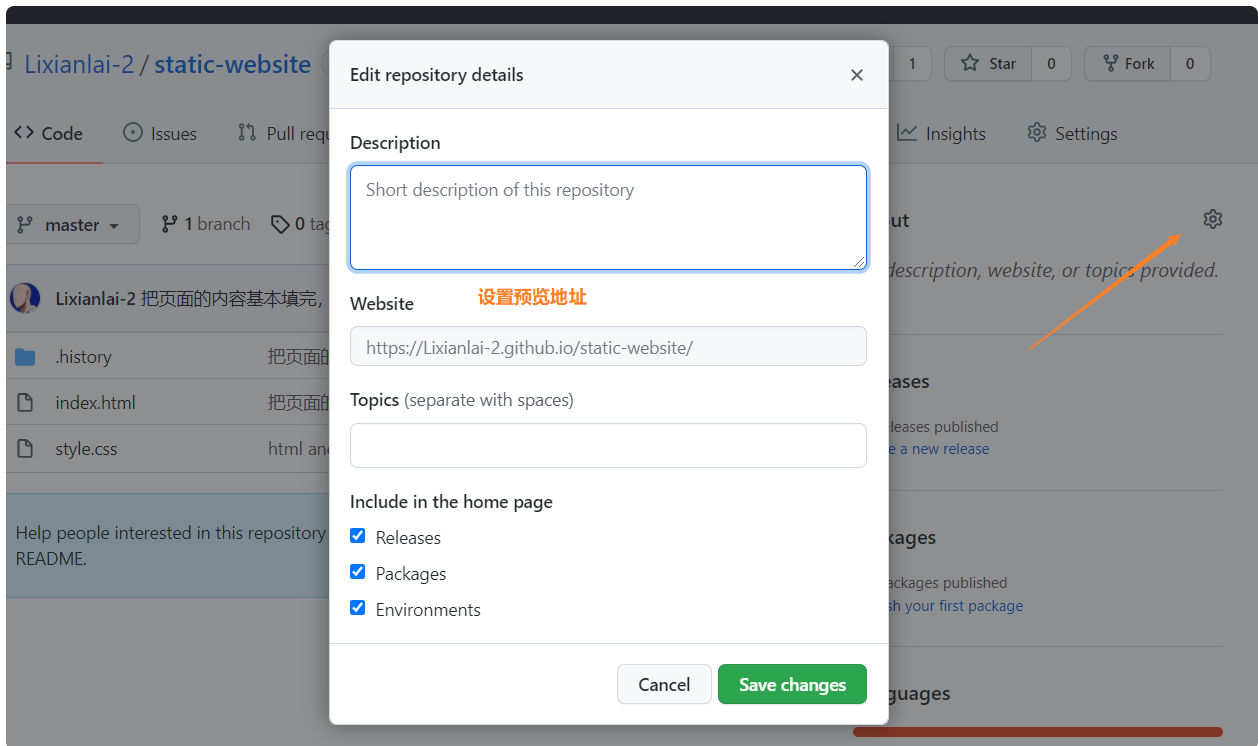 Lixianlai-2 / static-website
1 Star 0 Fork 0
Edit repository details
Code Issues Pull requ
Insights Settings
Description
Short description of this repository
master 1 branch 0 tag
ut
description, website, or topics provided.
Lixianlai-2 把页面的内容基本填完，
Website 设置预览地址
https://Lixianlai-2.github.io/static-website/
.history 把页面的
eases
index.html 把页面的
Topics (separate with spaces)
eleases published
e a new release
style.css html and
Include in the home page
Help people interested in this repository
README.
Releases
kages
Packages
ackages published
sh your first package
Environments
Cancel Save changes
guages